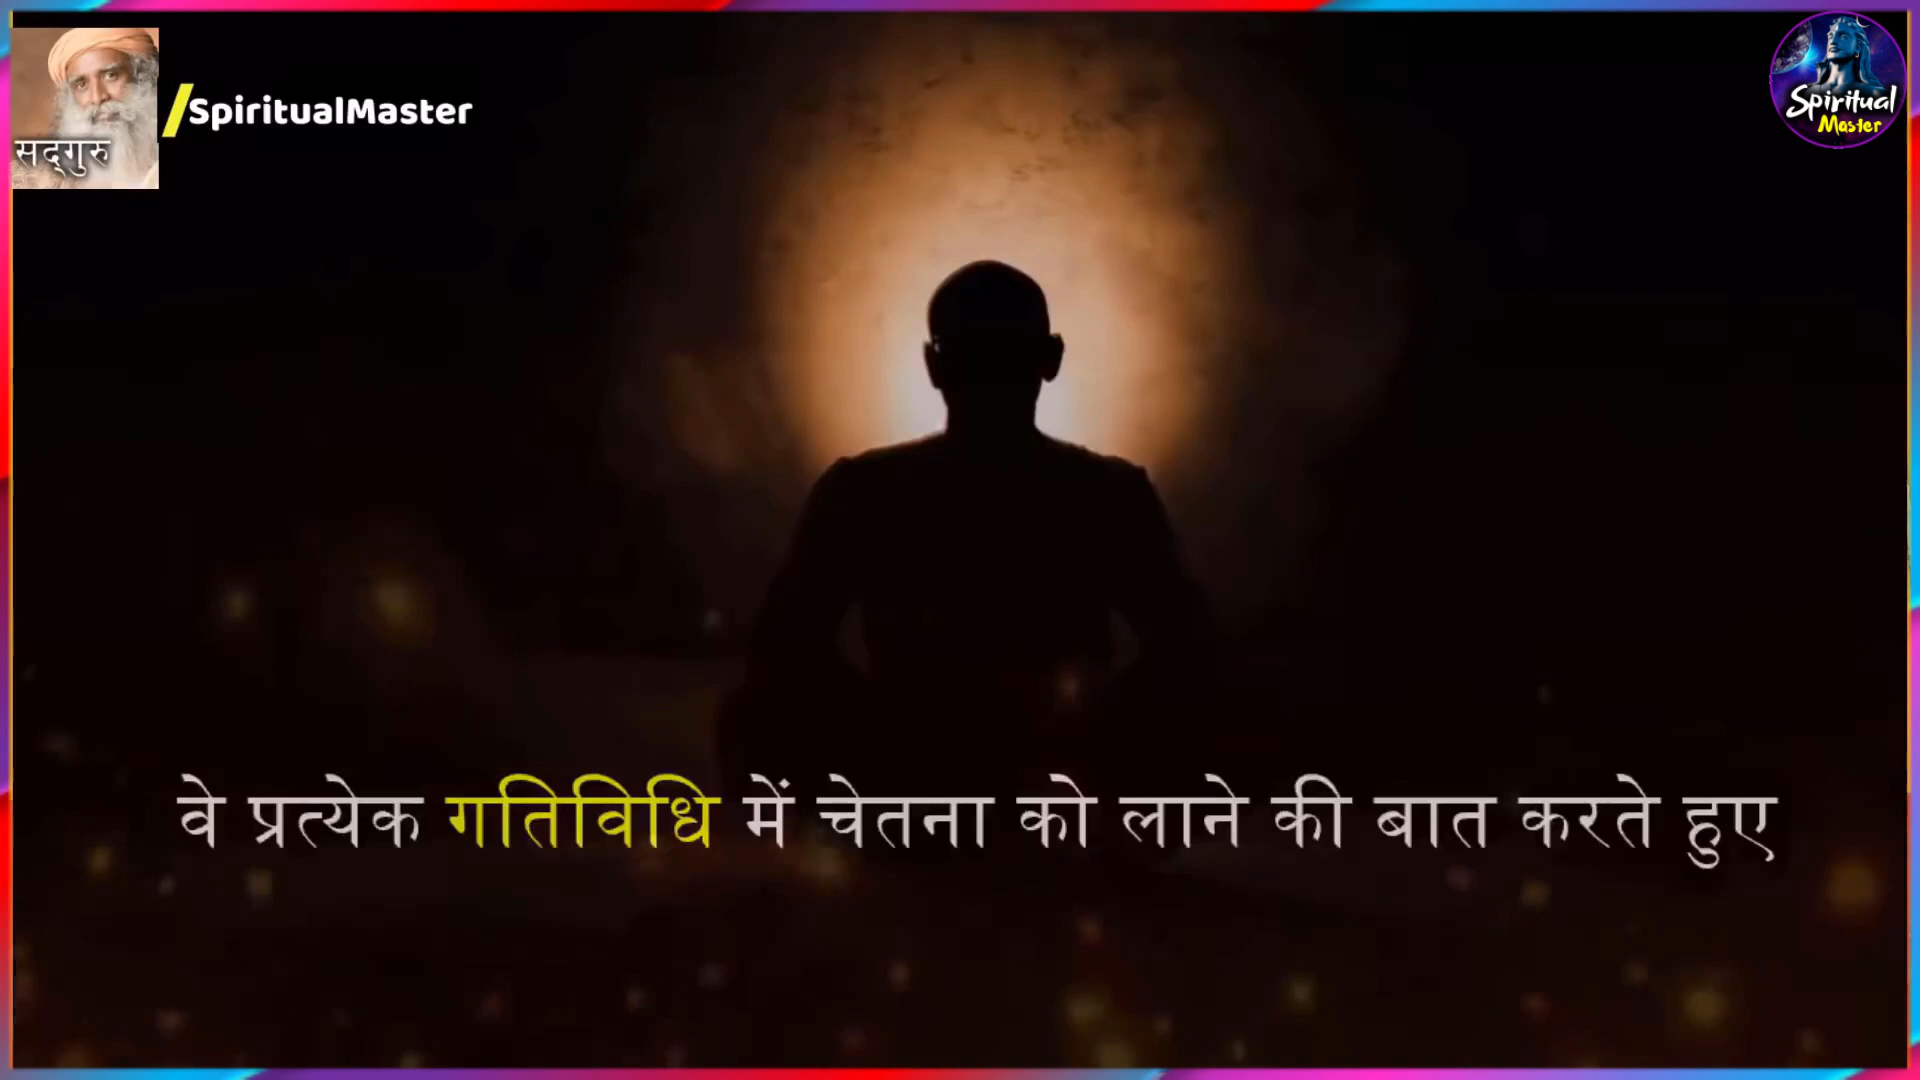 /SpiritualMaster
सद्गुरु
Spiritual
Master
वे प्रत्येक गतिविधि में चेतना को लाने की बात करते हुए